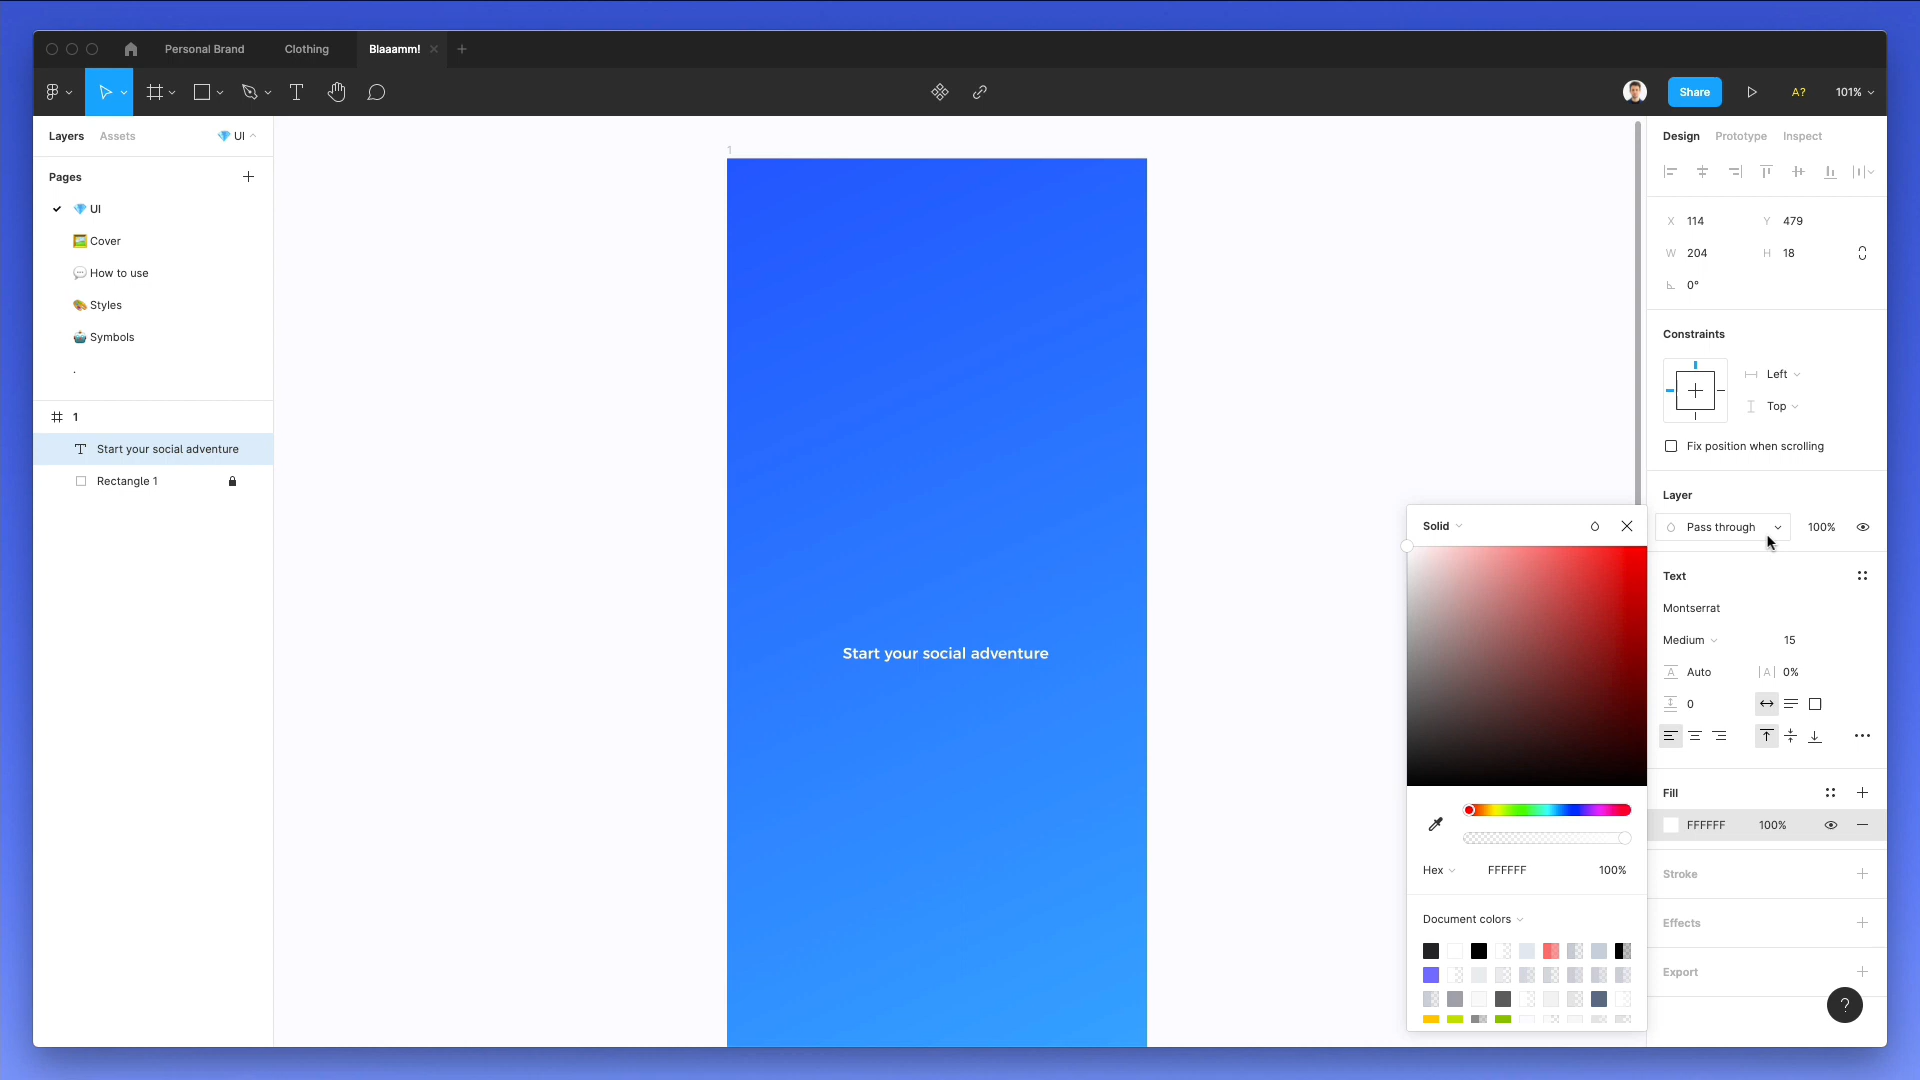 Personal Brand
Clothing
Blaaamm!
Share
A?
101%
Layers
Assets
UI
Pages
UI
Cover
How to use
Styles
Symbols
.
1
Start your social adventure
Rectangle 1
1
Start your social adventure
Design
Prototype
Inspect
X 114
Y 479
W 204
H 18
0°
Constraints
Left
Top
Fix position when scrolling
Layer
Pass through
100%
Text
Montserrat
Medium
15
A Auto
|A| 0%
0
Fill
FFFFFF
100%
Stroke
Effects
Export
?
Solid
Hex
FFFFFF
100%
Document colors